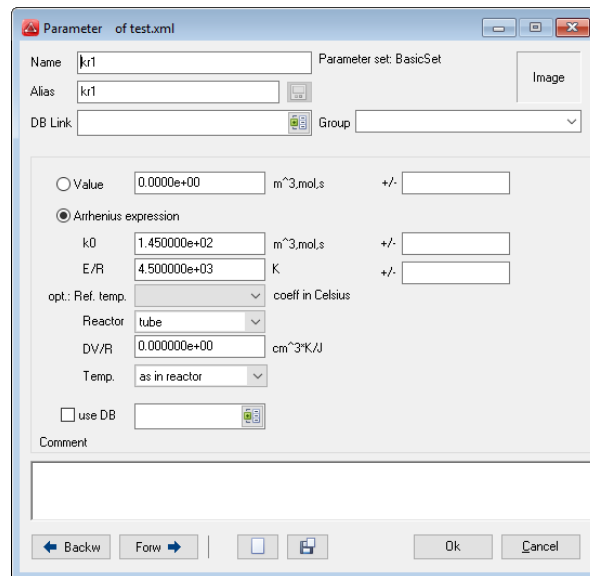 Parameter of test.xml
Name kr1 Parameter set: BasicSet
Image
Alias kr1
DB Link Group
Value 0.0000e+00 m^3,mol,s +/-
Arrhenius expression
k0 1.450000e+02 m^3,mol,s +/-
E/R 4.500000e+03 K +/-
opt.: Ref. temp. coeff in Celsius
Reactor tube
DV/R 0.000000e+00 cm^3*K/J
Temp. as in reactor
use DB
Comment
Backw Forw Ok Cancel